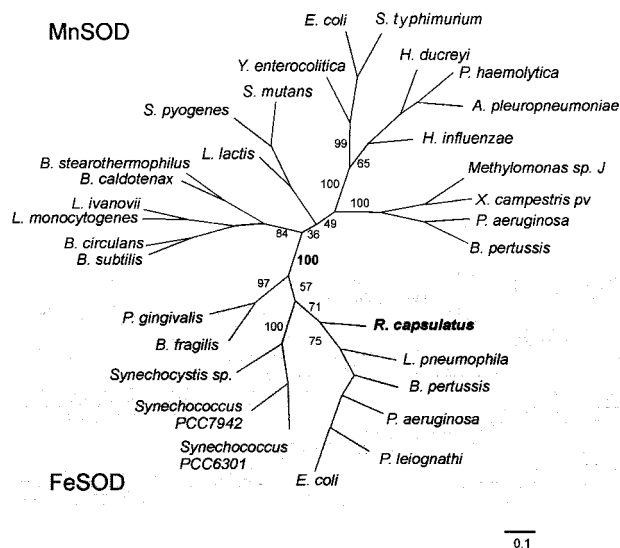 MnSOD
E. coli
S. typhimurium
Y. enterocolitica
H. ducreyi
P. haemolytica
S. mutans
A. pleuropneumoniae
S. pyogenes
H. influenzae
L. lactis
99
65
B. stearothermophilus
Methylomonas sp. J
B. caldotenax
100
100
X. campestris pv
L. ivanovii
L. monocytogenes
P. aeruginosa
84
36
49
B. circulans
B. pertussis
B. subtilis
100
97
57
P. gingivalis
71
R. capsulatus
100
75
B. fragilis
L. pneumophila
Synechocystis sp.
B. pertussis
Synechococcus
PCC7942
P. aeruginosa
Synechococcus
PCC6301
P. leiognathi
FeSOD
E. coli
0.1